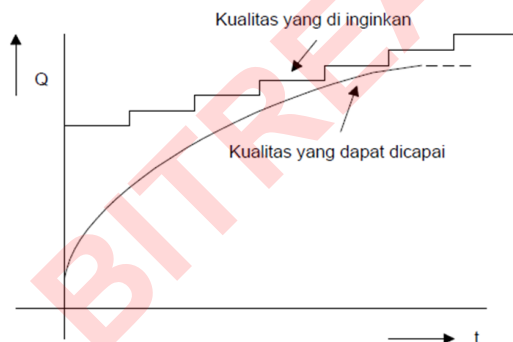 Kualitas yang di inginkan
Q
Kualitas yang dapat dicapai
t
BITREX